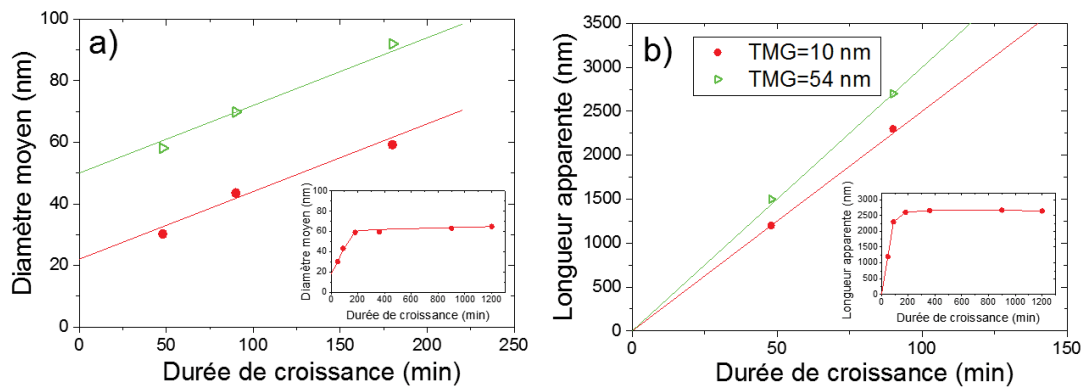 a)
Diamètre moyen (nm)
100
80
60
40
20
0
0 50 100 150 200 250
Durée de croissance (min)
Diamètre moyen (nm)
100
80
60
40
20
0
0 200 400 600 800 1000 1200
Durée de croissance (min)
b)
Longueur apparente (nm)
3500
3000
2500
2000
1500
1000
500
0
0 50 100 150
Durée de croissance (min)
TMG=10 nm
TMG=54 nm
Longueur apparente (nm)
3000
2500
2000
1500
1000
500
0
0 200 400 600 800 1000 1200
Durée de croissance (min)